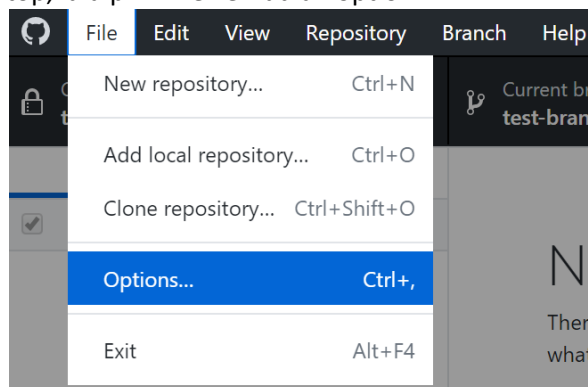 File Edit View Repository Branch Help
New repository... Ctrl+N
Add local repository... Ctrl+O
Clone repository... Ctrl+Shift+O
Options... Ctrl+,
Exit Alt+F4
Current br
test-bran
N
Ther
what